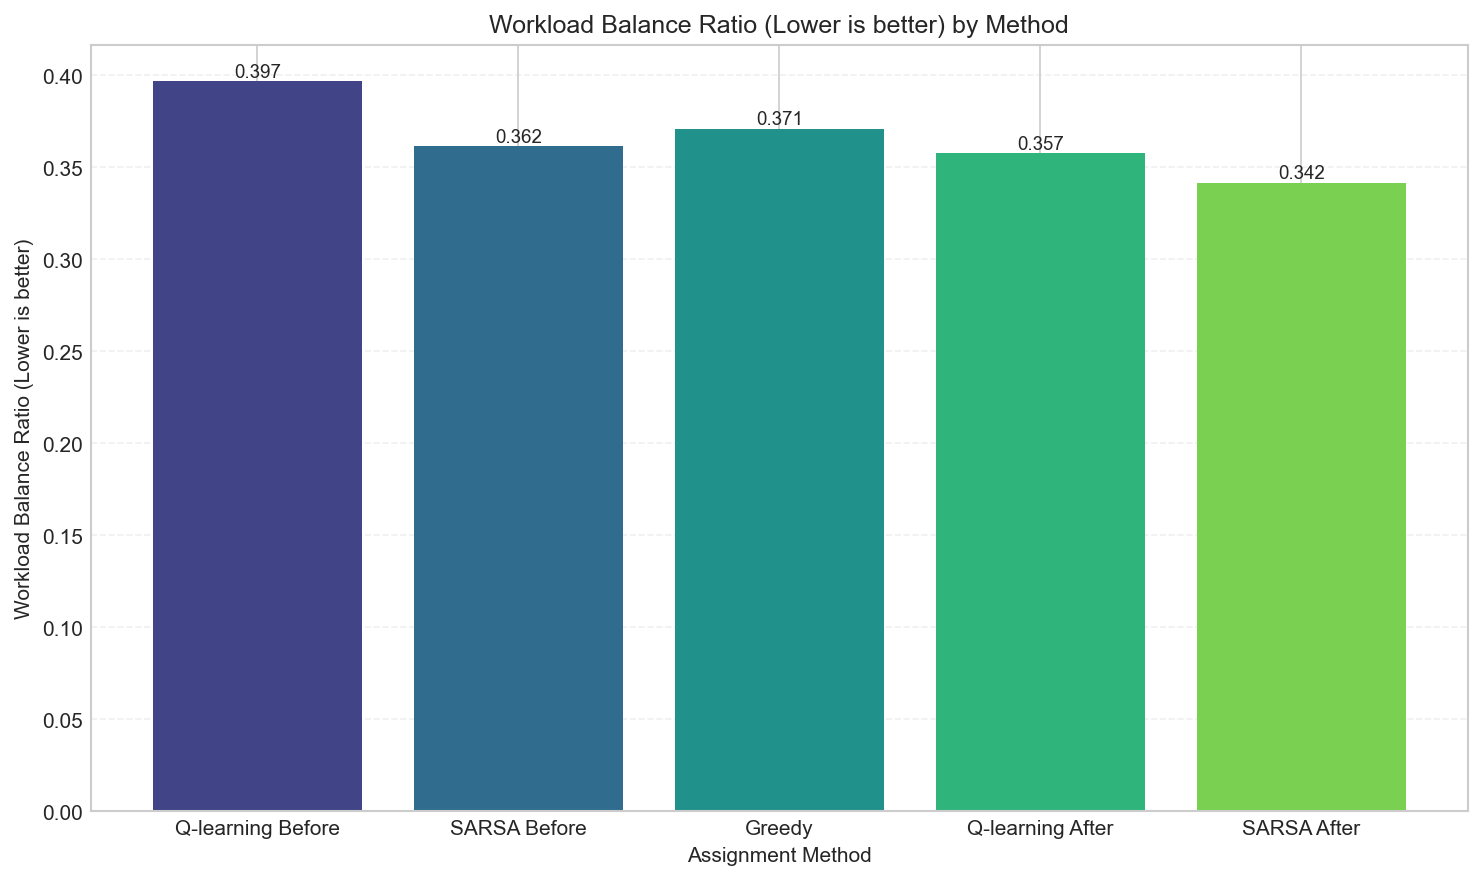 Workload Balance Ratio (Lower is better) by Method
Workload Balance Ratio (Lower is better)
0.40
0.35
0.30
0.25
0.20
0.15
0.10
0.05
0.00
0.397
0.362
0.371
0.357
0.342
Q-learning Before
SARSA Before
Greedy
Q-learning After
SARSA After
Assignment Method